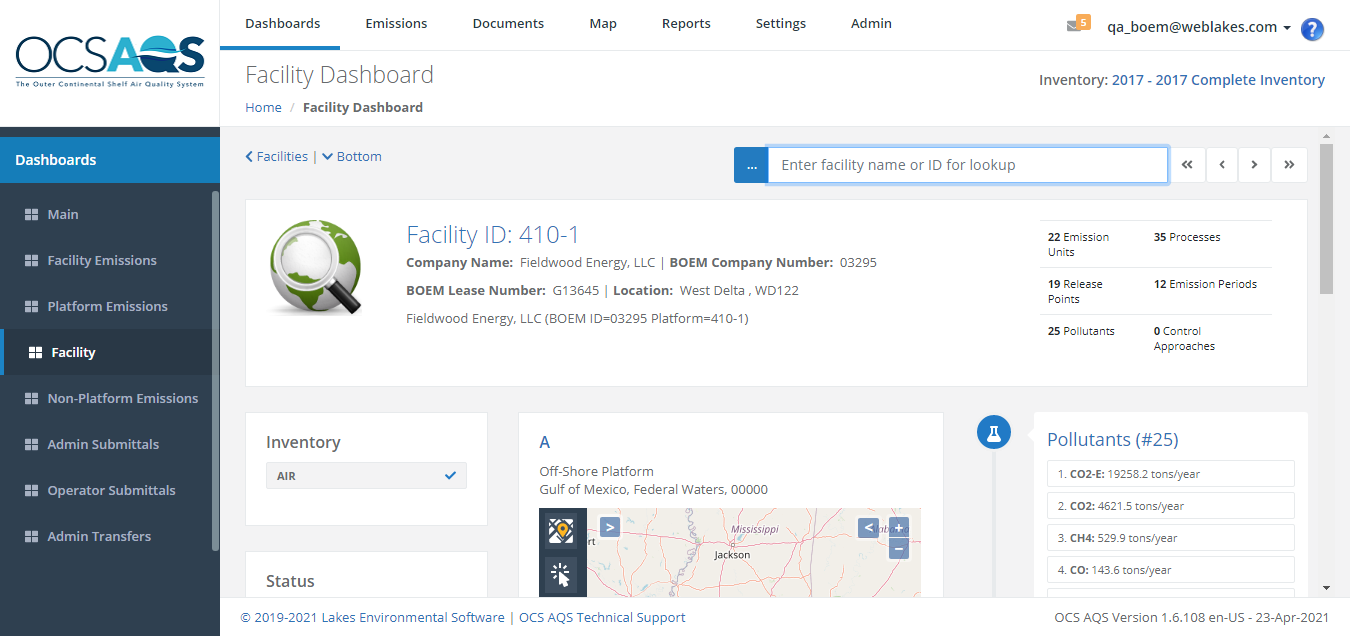 OCSAQS
The Outer Continental Shelf Air Quality System
Dashboards Emissions Documents Map Reports Settings Admin
5 qa_boem@weblakes.com ?
Facility Dashboard
Home / Facility Dashboard
Inventory: 2017 - 2017 Complete Inventory
Dashboards
Main
Facility Emissions
Platform Emissions
Facility
Non-Platform Emissions
Admin Submittals
Operator Submittals
Admin Transfers
Facilities | Bottom
... Enter facility name or ID for lookup
Facility ID: 410-1
Company Name: Fieldwood Energy, LLC | BOEM Company Number: 03295
BOEM Lease Number: G13645 | Location: West Delta , WD122
Fieldwood Energy, LLC (BOEM ID=03295 Platform=410-1)
22 Emission
Units
35 Processes
19 Release
Points
12 Emission Periods
25 Pollutants
0 Control
Approaches
Inventory
AIR
Status
A
Off-Shore Platform
Gulf of Mexico, Federal Waters, 00000
Mississippi
Jackson
Pollutants (#25)
1. CO2-E: 19258.2 tons/year
2. CO2: 4621.5 tons/year
3. CH4: 529.9 tons/year
4. CO: 143.6 tons/year
© 2019-2021 Lakes Environmental Software | OCS AQS Technical Support
OCS AQS Version 1.6.108 en-US - 23-Apr-2021